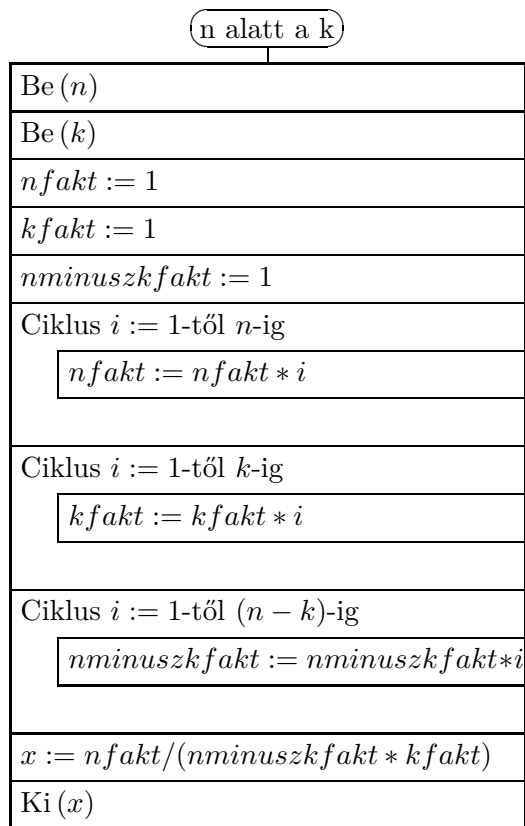 n alatt a k
Be (n)
Be (k)
nfakt := 1
kfakt := 1
nminuszkfakt := 1
Ciklus i := 1-től n-ig
nfakt := nfakt ∗ i
Ciklus i := 1-től k-ig
kfakt := kfakt ∗ i
Ciklus i := 1-től (n − k)-ig
nminuszkfakt := nminuszkfakt∗i
x := nfakt/(nminuszkfakt ∗ kfakt)
Ki (x)